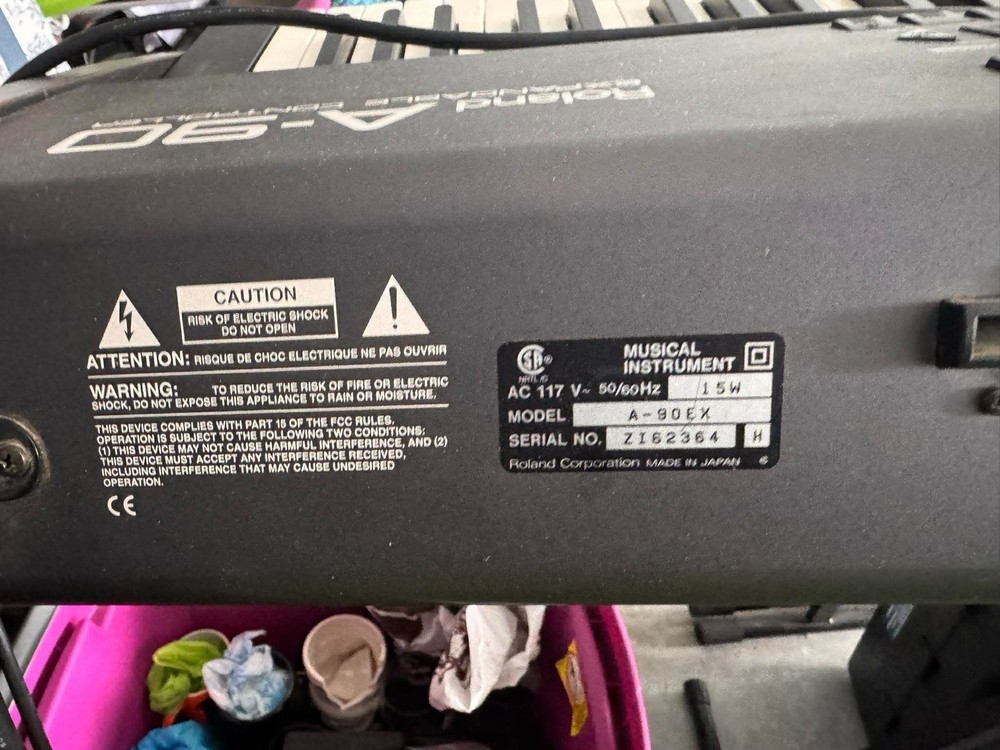 Roland
EXPANDABLE CONTROLLER
A-90
CAUTION
RISK OF ELECTRIC SHOCK
DO NOT OPEN
ATTENTION: RISQUE DE CHOC ELECTRIQUE NE PAS OUVRIR
WARNING: TO REDUCE THE RISK OF FIRE OR ELECTRIC
SHOCK, DO NOT EXPOSE THIS APPLIANCE TO RAIN OR MOISTURE.
THIS DEVICE COMPLIES WITH PART 15 OF THE FCC RULES.
OPERATION IS SUBJECT TO THE FOLLOWING TWO CONDITIONS:
(1) THIS DEVICE MAY NOT CAUSE HARMFUL INTERFERENCE, AND (2)
THIS DEVICE MUST ACCEPT ANY INTERFERENCE RECEIVED,
INCLUDING INTERFERENCE THAT MAY CAUSE UNDESIRED
OPERATION.
CE
SA®
MUSICAL
INSTRUMENT
AC 117 V~ 50/60Hz 15W
MODEL A-90EX
SERIAL NO. ZI62364 H
Roland Corporation MADE IN JAPAN